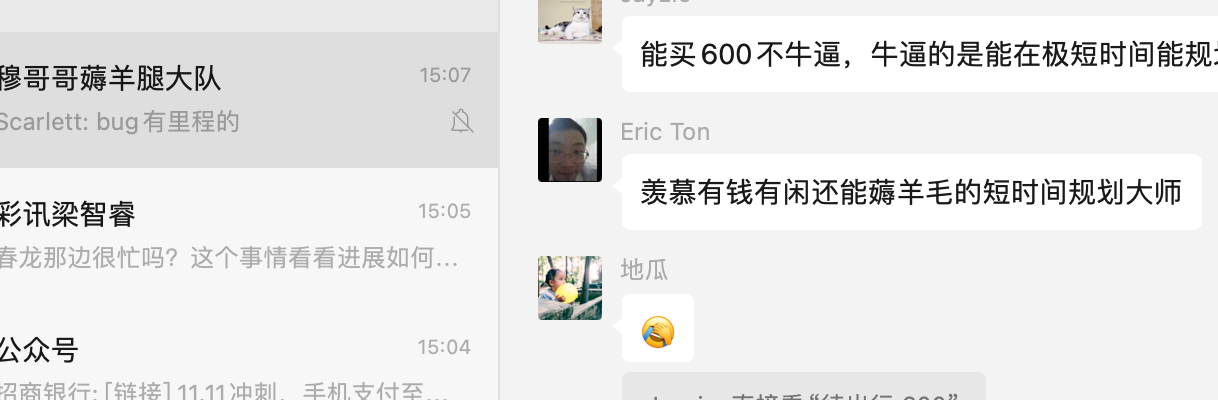 穆哥哥薅羊腿大队
15:07
Scarlett: bug有里程的
彩讯梁智睿
15:05
春龙那边很忙吗？这个事情看看进展如何...
公众号
15:04
招商银行: [链接] 11.11冲刺，手机支付至...
能买600不牛逼，牛逼的是能在极短时间能规
Eric Ton
羡慕有钱有闲还能薅羊毛的短时间规划大师
地瓜